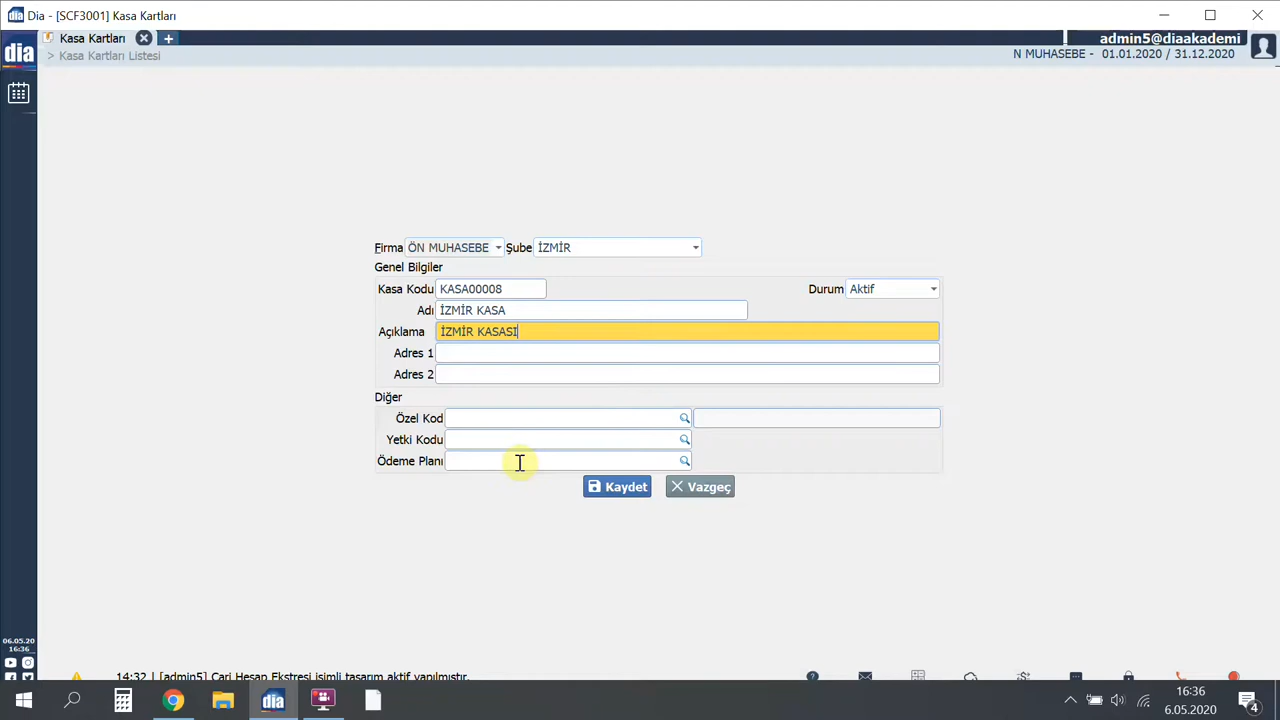 Dia - [SCF3001] Kasa Kartları
dia
Kasa Kartları
admin5@diaakademi
> Kasa Kartları Listesi
N MUHASEBE - 01.01.2020 / 31.12.2020
Firma ÖN MUHASEBE Şube İZMİR
Genel Bilgiler
Kasa Kodu KASA00008 Durum Aktif
Adı İZMİR KASA
Açıklama İZMİR KASASI
Adres 1
Adres 2
Diğer
Özel Kod
Yetki Kodu
Ödeme Planı
Kaydet Vazgeç
06.05.20
16:36
14:32 | [admin5] Cari Hesap Ekstresi isimli tasarım aktif yapılmıştır.
dia
16:36
6.05.2020
4